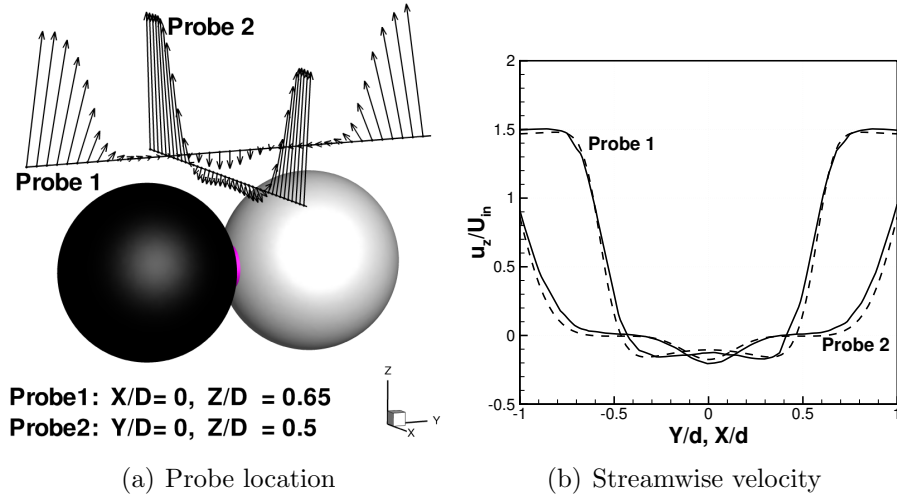 Probe 2
Probe 1
Probe1: X/D= 0, Z/D = 0.65
Probe2: Y/D= 0, Z/D = 0.5
Z
Y
X
(a) Probe location
2
1.5
1
0.5
0
-0.5
-1
-0.5
0
0.5
1
u_z/U_in
Probe 1
Probe 2
Y/d, X/d
(b) Streamwise velocity